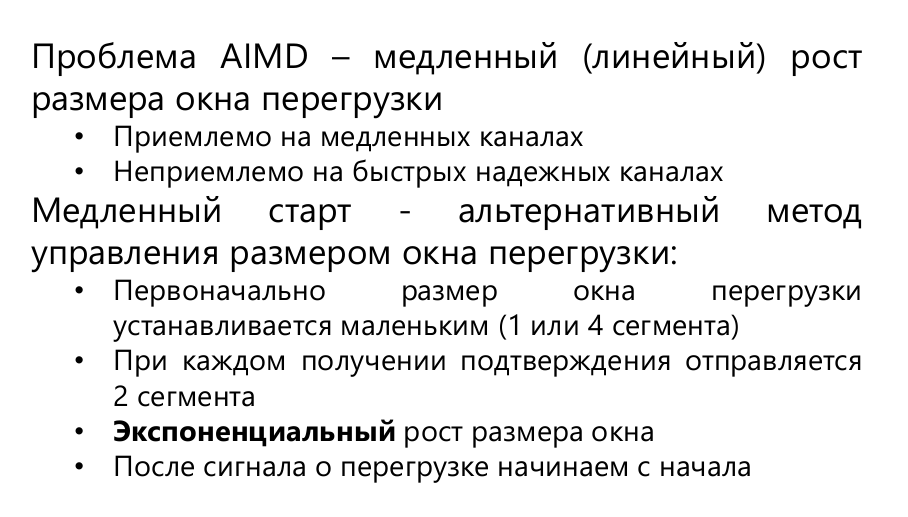 Проблема AIMD – медленный (линейный) рост
размера окна перегрузки
• Приемлемо на медленных каналах
• Неприемлемо на быстрых надежных каналах
Медленный старт - альтернативный метод
управления размером окна перегрузки:
• Первоначально размер окна перегрузки
устанавливается маленьким (1 или 4 сегмента)
• При каждом получении подтверждения отправляется
2 сегмента
• Экспоненциальный рост размера окна
• После сигнала о перегрузке начинаем с начала